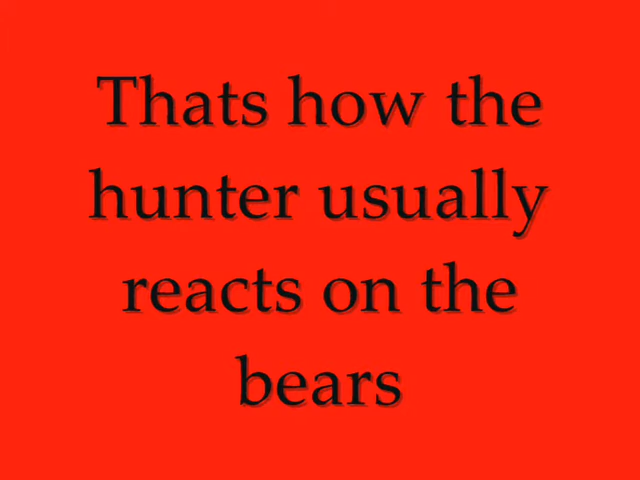 Thats how the
hunter usually
reacts on the
bears